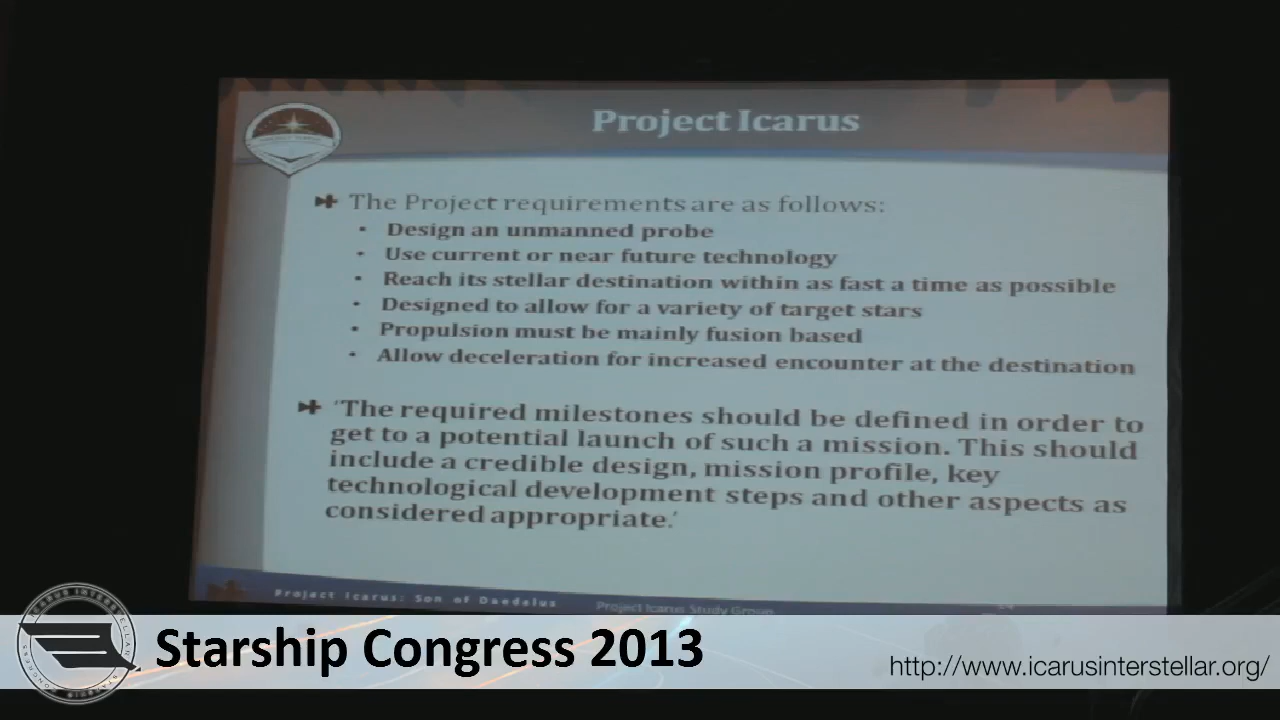 Project Icarus
The Project requirements are as follows:
Design an unmanned probe
Use current or near future technology
Reach its stellar destination within as fast a time as possible
Designed to allow for a variety of target stars
Propulsion must be mainly fusion based
Allow deceleration for increased encounter at the destination
'The required milestones should be defined in order to
get to a potential launch of such a mission. This should
include a credible design, mission profile, key
technological development steps and other aspects as
considered appropriate.'
Project Icarus: Son of Daedalus
Project Icarus Study Group
ICARUS INTERSTELLAR
STARSHIP CONGRESS
Starship Congress 2013
http://www.icarusinterstellar.org/